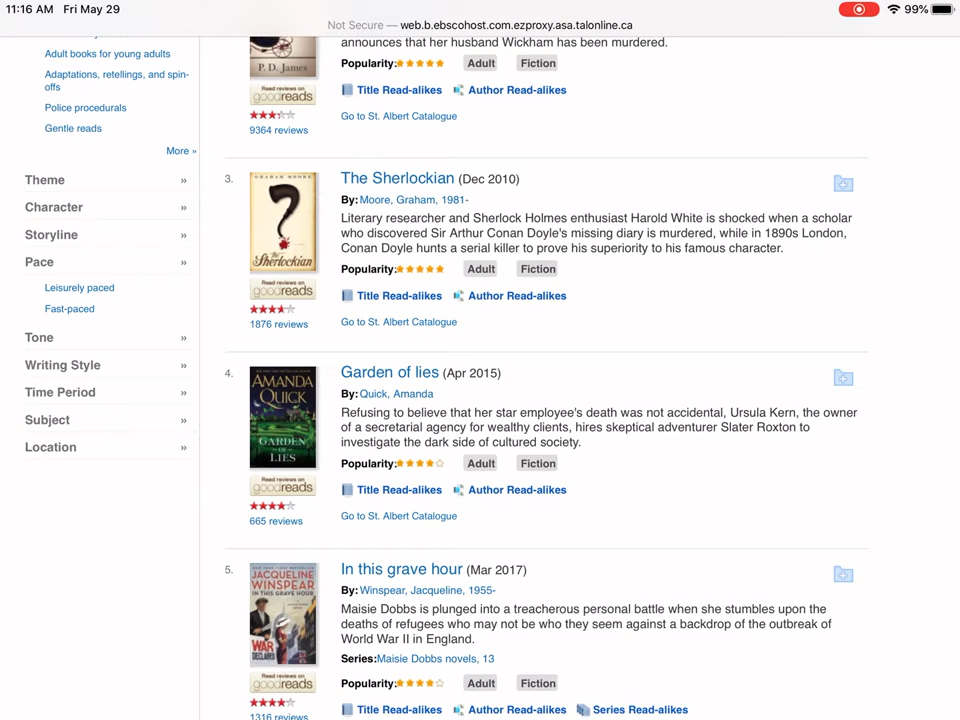 11:16 AM Fri May 29
99%
Not Secure — web.b.ebscohost.com.ezproxy.asa.talonline.ca
Adult books for young adults
Adaptations, retellings, and spin-
offs
Police procedurals
Gentle reads
More »
Theme »
Character »
Storyline »
Pace »
Leisurely paced
Fast-paced
Tone »
Writing Style »
Time Period »
Subject »
Location »
P. D. James
announces that her husband Wickham has been murdered.
Popularity: Adult Fiction
Read reviews on
goodreads
Title Read-alikes Author Read-alikes
9364 reviews
Go to St. Albert Catalogue
3.
GRAHAM MOORE
The
Sherlockian
The Sherlockian (Dec 2010)
By: Moore, Graham, 1981-
Literary researcher and Sherlock Holmes enthusiast Harold White is shocked when a scholar
who discovered Sir Arthur Conan Doyle's missing diary is murdered, while in 1890s London,
Conan Doyle hunts a serial killer to prove his superiority to his famous character.
Popularity: Adult Fiction
Read reviews on
goodreads
Title Read-alikes Author Read-alikes
1876 reviews
Go to St. Albert Catalogue
4.
AMANDA
QUICK
GARDEN
OF
LIES
Garden of lies (Apr 2015)
By: Quick, Amanda
Refusing to believe that her star employee's death was not accidental, Ursula Kern, the owner
of a secretarial agency for wealthy clients, hires skeptical adventurer Slater Roxton to
investigate the dark side of cultured society.
Popularity: Adult Fiction
Read reviews on
goodreads
Title Read-alikes Author Read-alikes
665 reviews
Go to St. Albert Catalogue
5.
JACQUELINE
WINSPEAR
IN THIS GRAVE HOUR
WAR
DECLARED
In this grave hour (Mar 2017)
By: Winspear, Jacqueline, 1955-
Maisie Dobbs is plunged into a treacherous personal battle when she stumbles upon the
deaths of refugees who may not be who they seem against a backdrop of the outbreak of
World War II in England.
Series: Maisie Dobbs novels, 13
Popularity: Adult Fiction
Read reviews on
goodreads
Title Read-alikes Author Read-alikes Series Read-alikes
1316 reviews